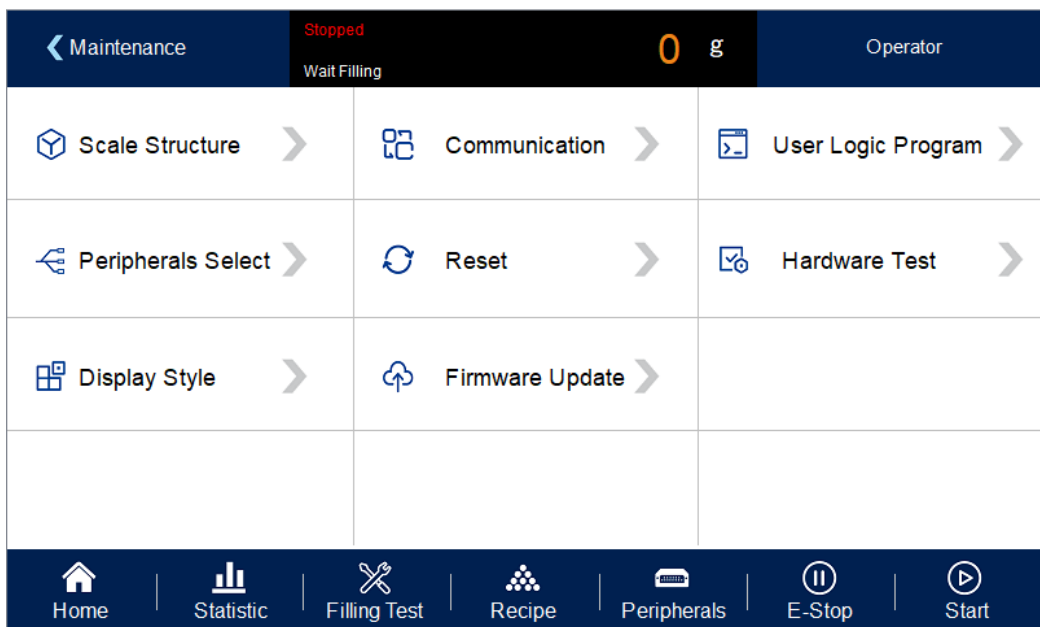 Maintenance
Stopped
Wait Filling
0 g
Operator
Scale Structure
Communication
User Logic Program
Peripherals Select
Reset
Hardware Test
Display Style
Firmware Update
Home
Statistic
Filling Test
Recipe
Peripherals
E-Stop
Start